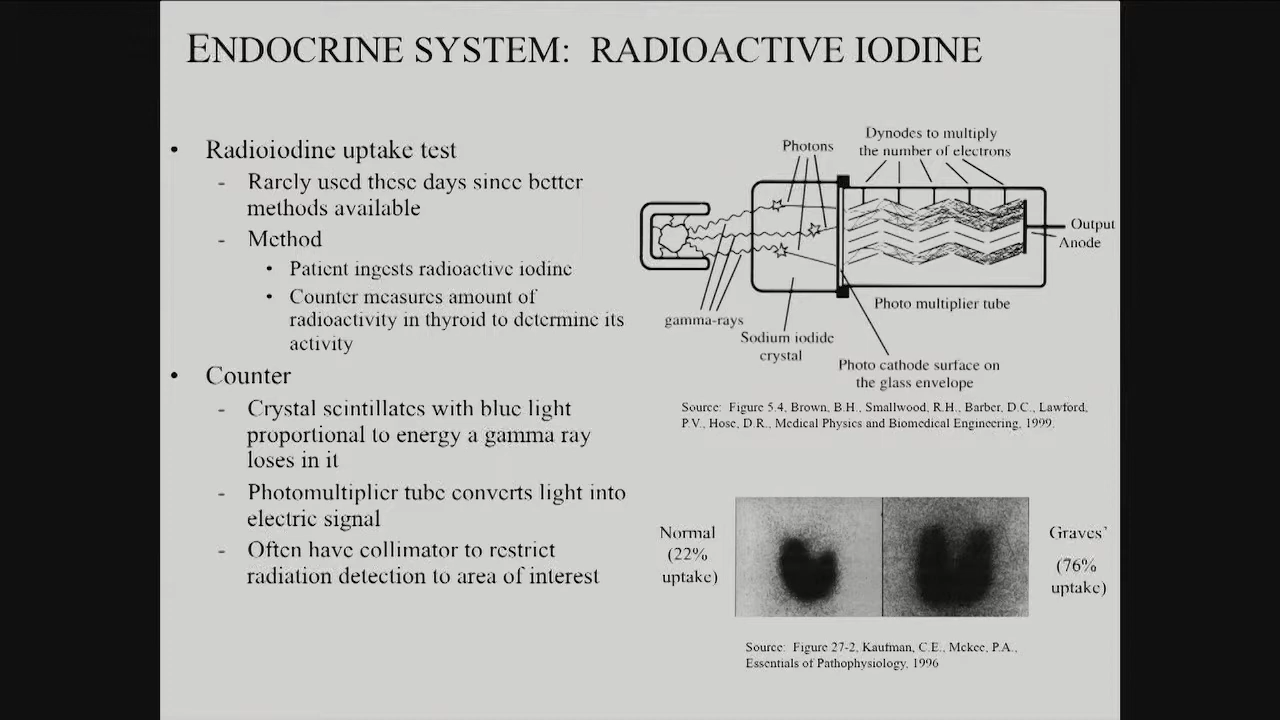 ENDOCRINE SYSTEM: RADIOACTIVE IODINE
• Radioiodine uptake test
- Rarely used these days since better
methods available
- Method
• Patient ingests radioactive iodine
• Counter measures amount of
radioactivity in thyroid to determine its
activity
• Counter
- Crystal scintillates with blue light
proportional to energy a gamma ray
loses in it
- Photomultiplier tube converts light into
electric signal
- Often have collimator to restrict
radiation detection to area of interest
Photons
Dynodes to multiply
the number of electrons
Output
Anode
Photo multiplier tube
gamma-rays
Sodium iodide
crystal
Photo cathode surface on
the glass envelope
Source: Figure 5.4, Brown, B.H., Smallwood, R.H., Barber, D.C., Lawford,
P.V., Hose, D.R., Medical Physics and Biomedical Engineering, 1999.
Normal
(22%
uptake)
Graves'
(76%
uptake)
Source: Figure 27-2, Kaufman, C.E., Mckee, P.A.,
Essentials of Pathophysiology, 1996